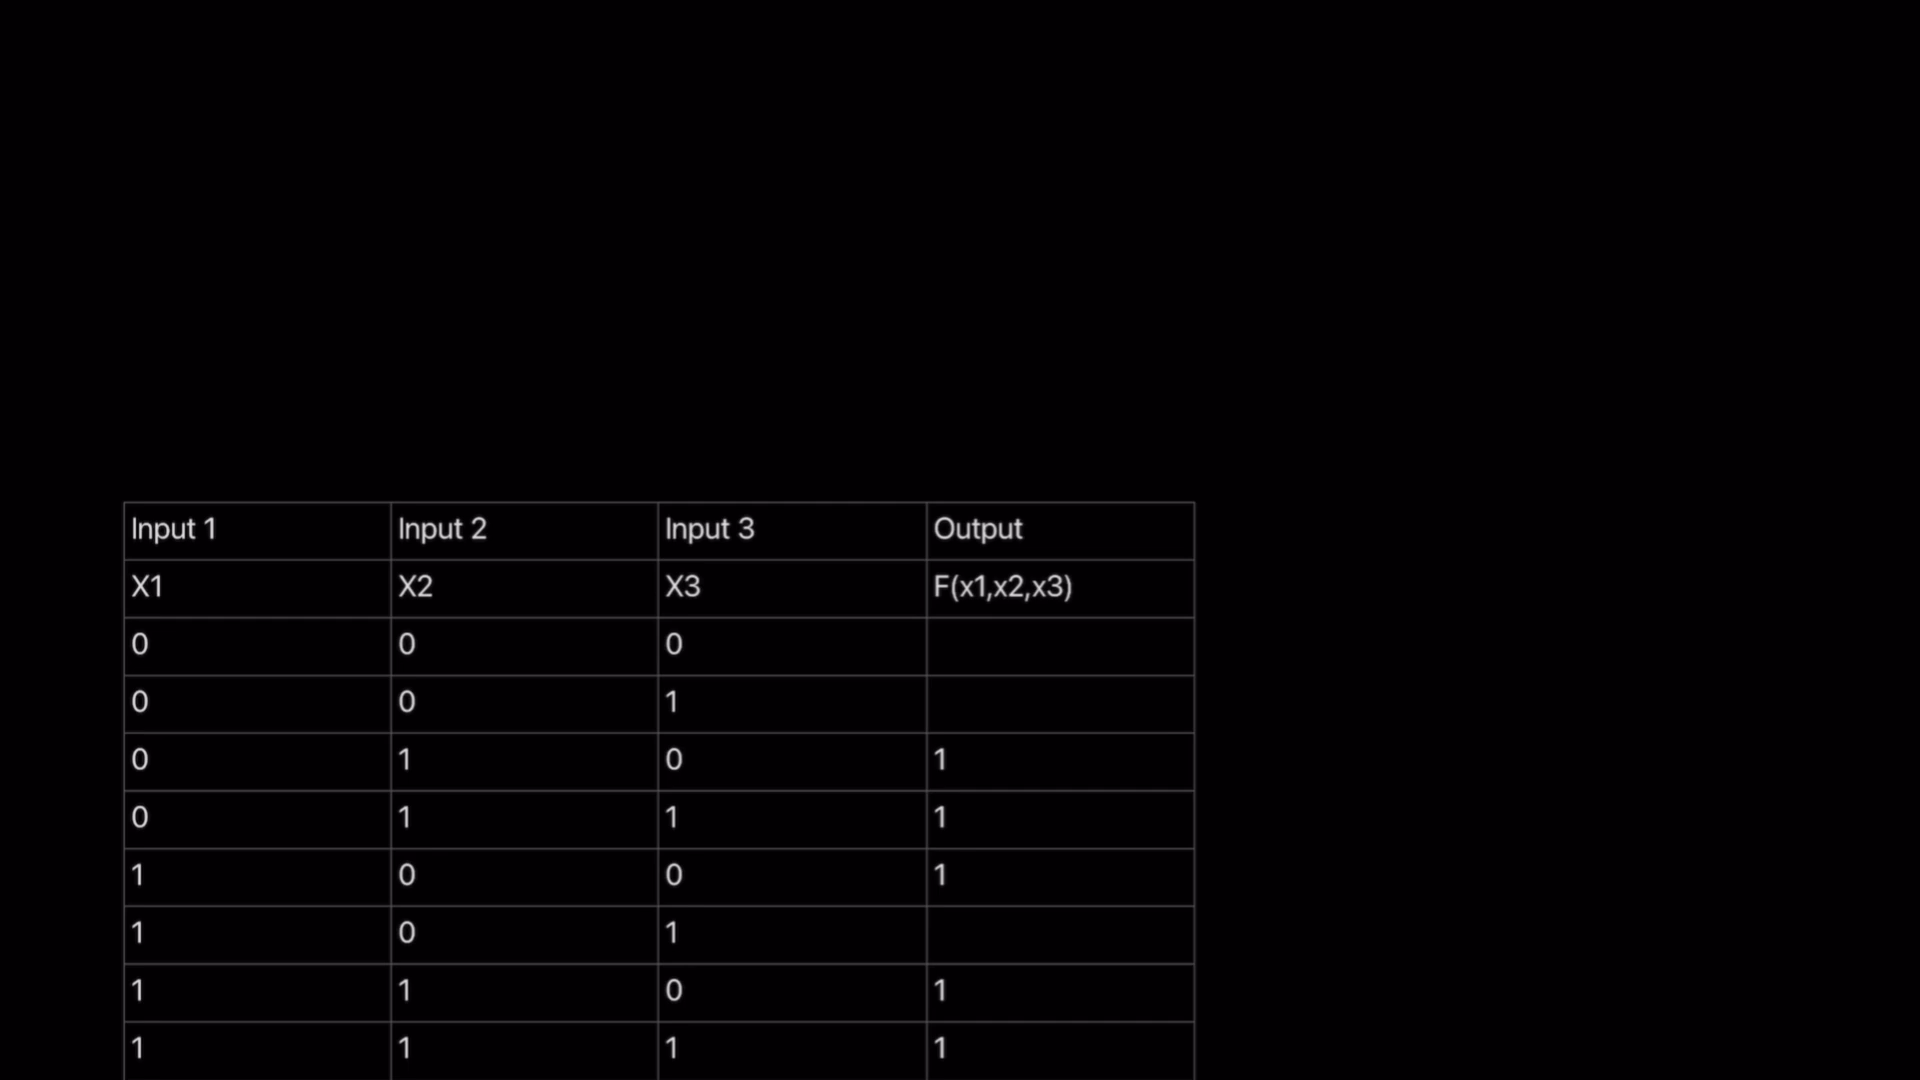 Input 1 Input 2 Input 3 Output
X1 X2 X3 F(x1,x2,x3)
0 0 0
0 0 1
0 1 0 1
0 1 1 1
1 0 0 1
1 0 1
1 1 0 1
1 1 1 1